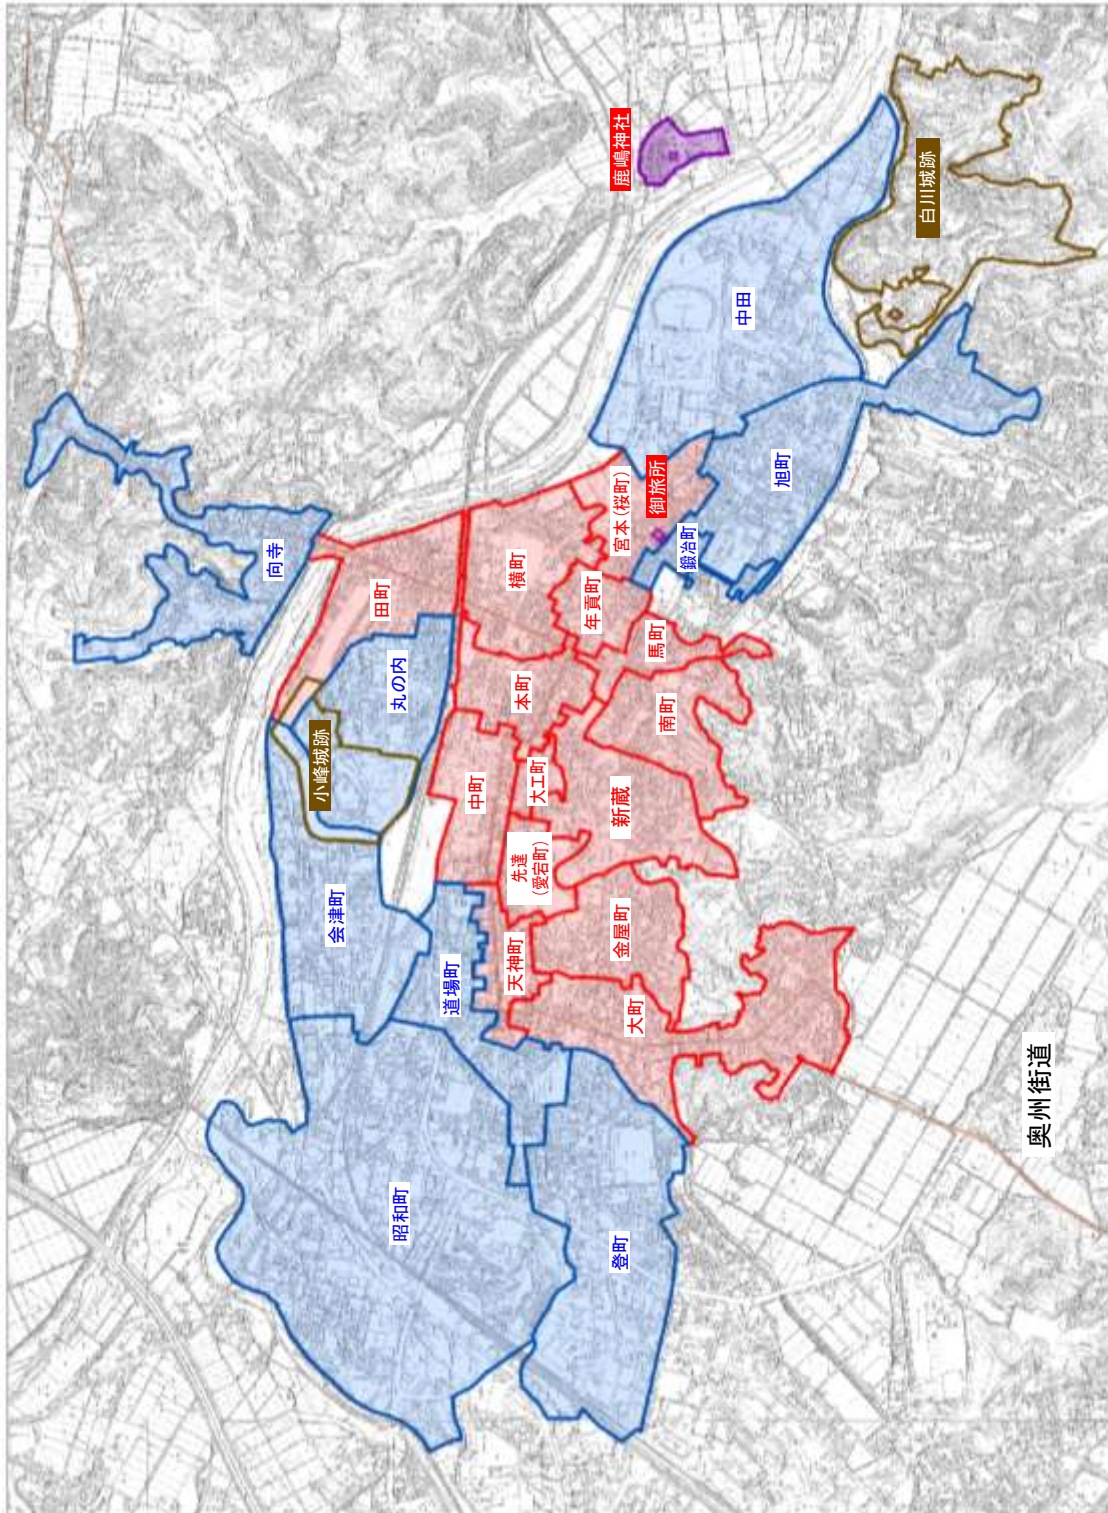 鹿嶋神社
白川城跡
中田
旭町
御旅所
宮本(桜町)
鍛冶町
向寺
田町
横町
年貢町
馬町
丸の内
本町
南町
小峰城跡
中町
大工町
新蔵
先達
(愛宕町)
会津町
道場町
天神町
金屋町
大町
昭和町
登町
奥州街道